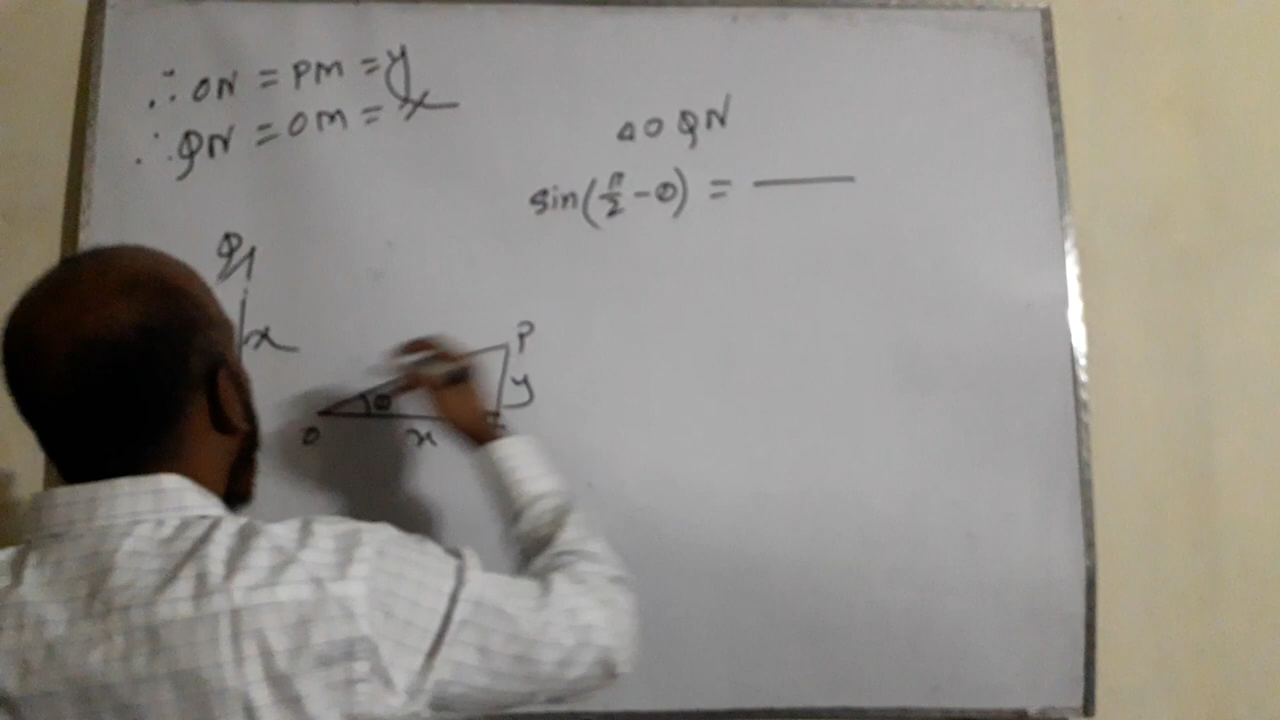 ∴ ON = PM = y
∴ QN = OM = x
△OQN
sin(π/2 - θ) =
Q
x
P
y
θ
O
x